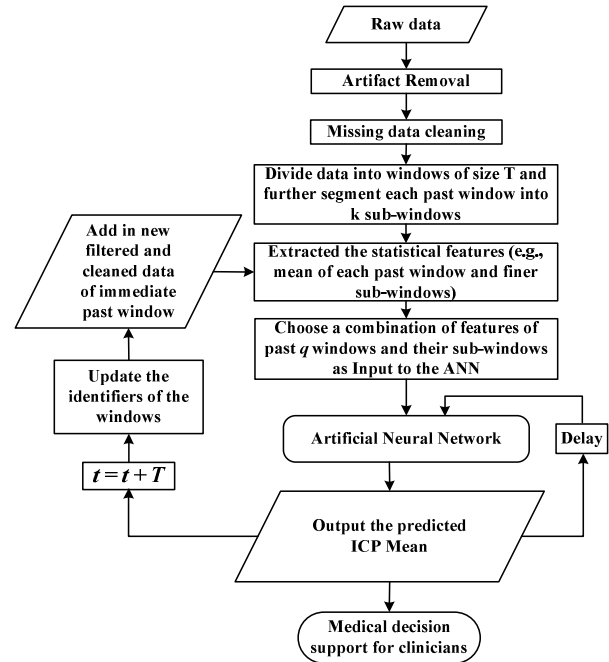 Raw data
Artifact Removal
Missing data cleaning
Divide data into windows of size T and
further segment each past window into
k sub-windows
Add in new
filtered and
cleaned data
of immediate
past window
Extracted the statistical features (e.g.,
mean of each past window and finer
sub-windows)
Choose a combination of features of
past q windows and their sub-windows
as Input to the ANN
Update the
identifiers of the
windows
Artificial Neural Network
Delay
t = t + T
Output the predicted
ICP Mean
Medical decision
support for clinicians